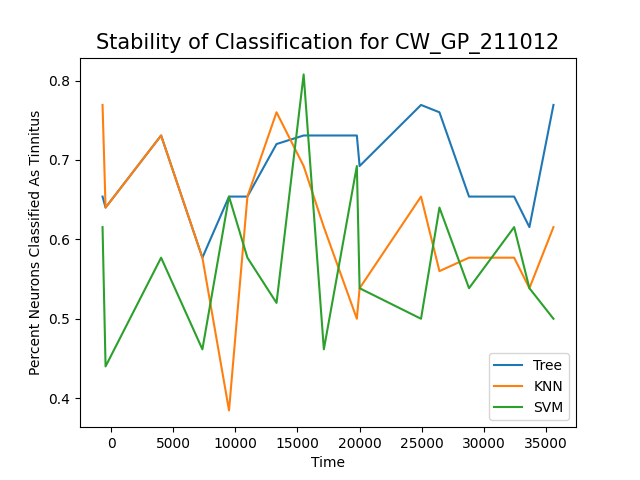 Stability of Classification for CW_GP_211012
Percent Neurons Classified As Tinnitus
0.8
0.7
0.6
0.5
0.4
Tree
KNN
SVM
0 5000 10000 15000 20000 25000 30000 35000
Time